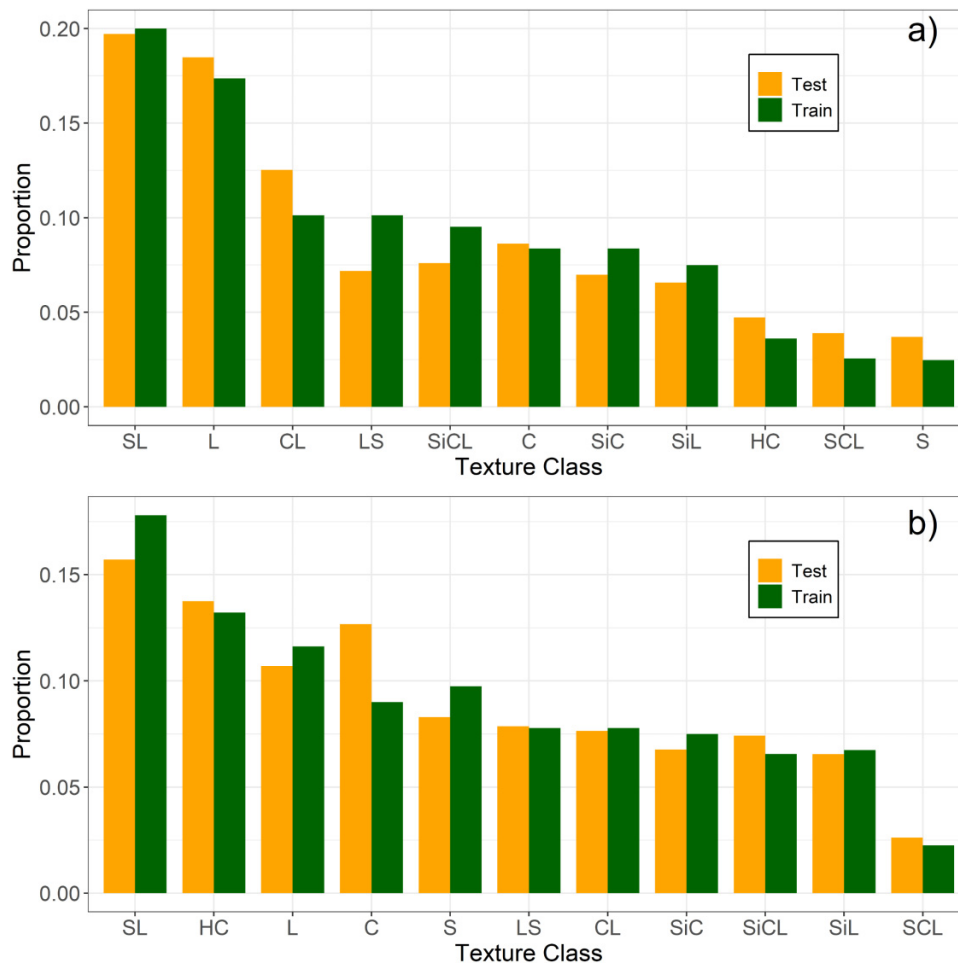 a)
0.20
0.15
0.10
0.05
0.00
Proportion
Test
Train
SL L CL LS SiCL C SiC SiL HC SCL S
Texture Class
b)
0.15
0.10
0.05
0.00
Proportion
Test
Train
SL HC L C S LS CL SiC SiCL SiL SCL
Texture Class